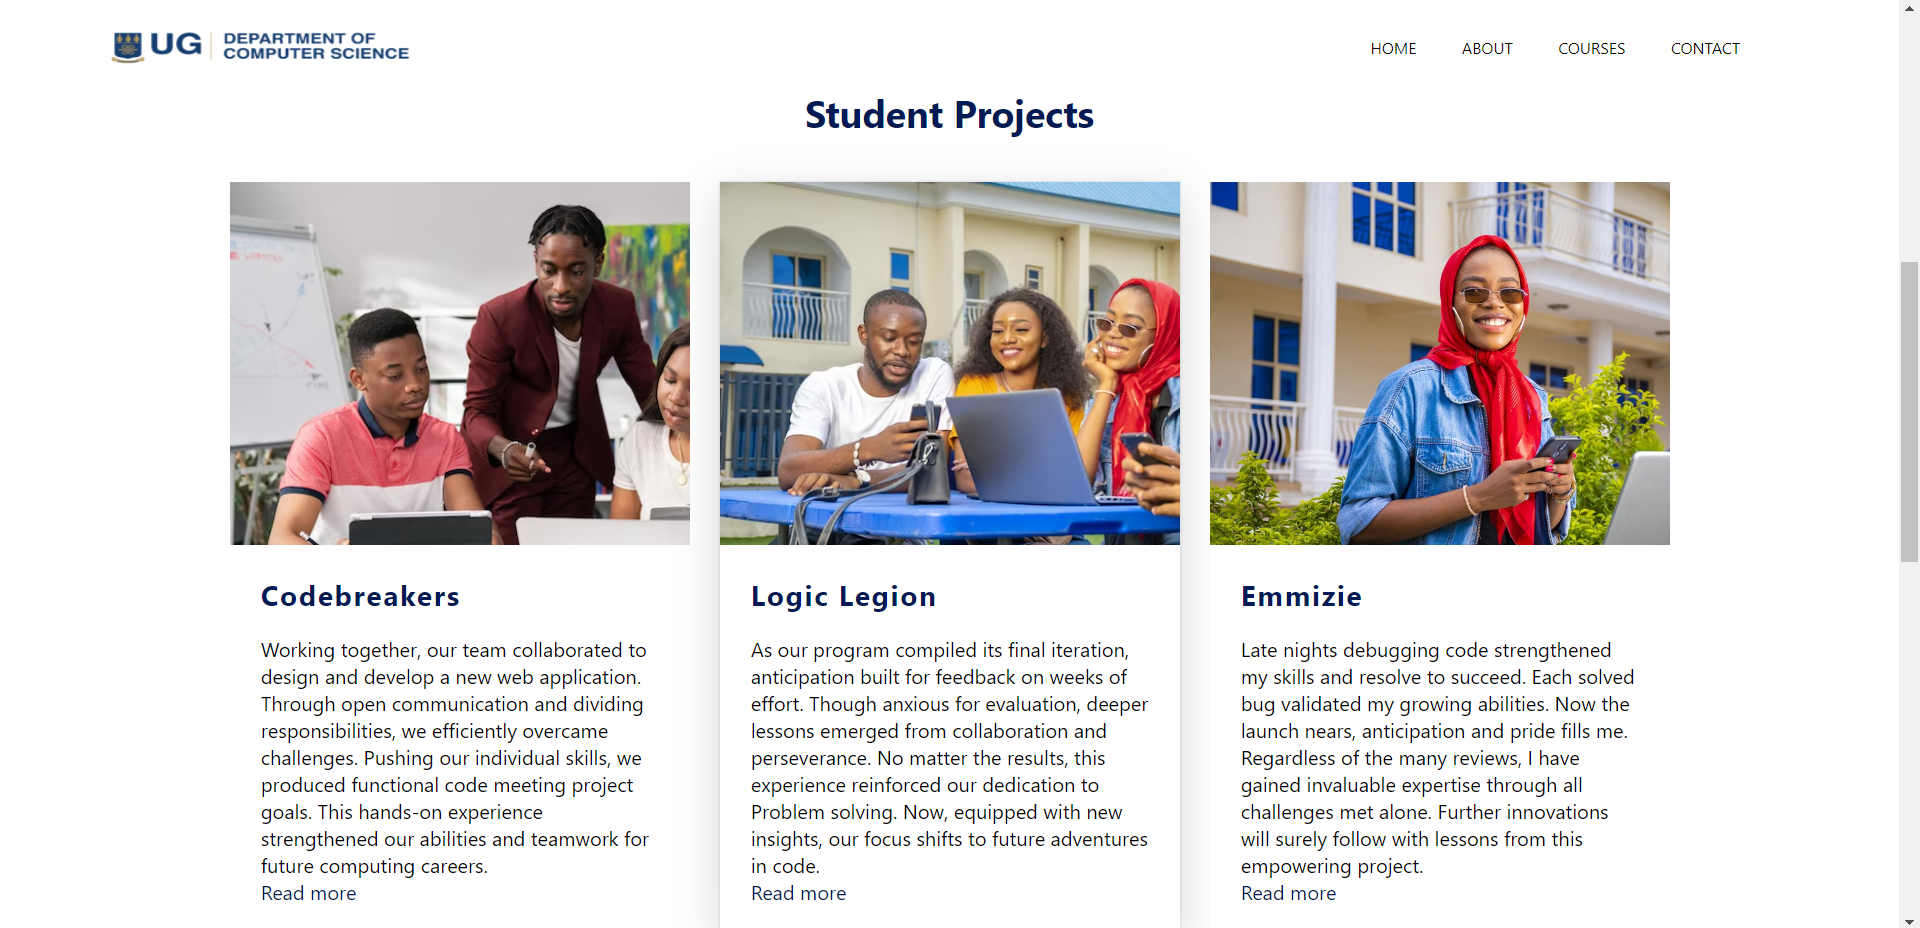 UG
DEPARTMENT OF
COMPUTER SCIENCE
HOME
ABOUT
COURSES
CONTACT
Student Projects
Codebreakers
Working together, our team collaborated to
design and develop a new web application.
Through open communication and dividing
responsibilities, we efficiently overcame
challenges. Pushing our individual skills, we
produced functional code meeting project
goals. This hands-on experience
strengthened our abilities and teamwork for
future computing careers.
Read more
Logic Legion
As our program compiled its final iteration,
anticipation built for feedback on weeks of
effort. Though anxious for evaluation, deeper
lessons emerged from collaboration and
perseverance. No matter the results, this
experience reinforced our dedication to
Problem solving. Now, equipped with new
insights, our focus shifts to future adventures
in code.
Read more
Emmizie
Late nights debugging code strengthened
my skills and resolve to succeed. Each solved
bug validated my growing abilities. Now the
launch nears, anticipation and pride fills me.
Regardless of the many reviews, I have
gained invaluable expertise through all
challenges met alone. Further innovations
will surely follow with lessons from this
empowering project.
Read more